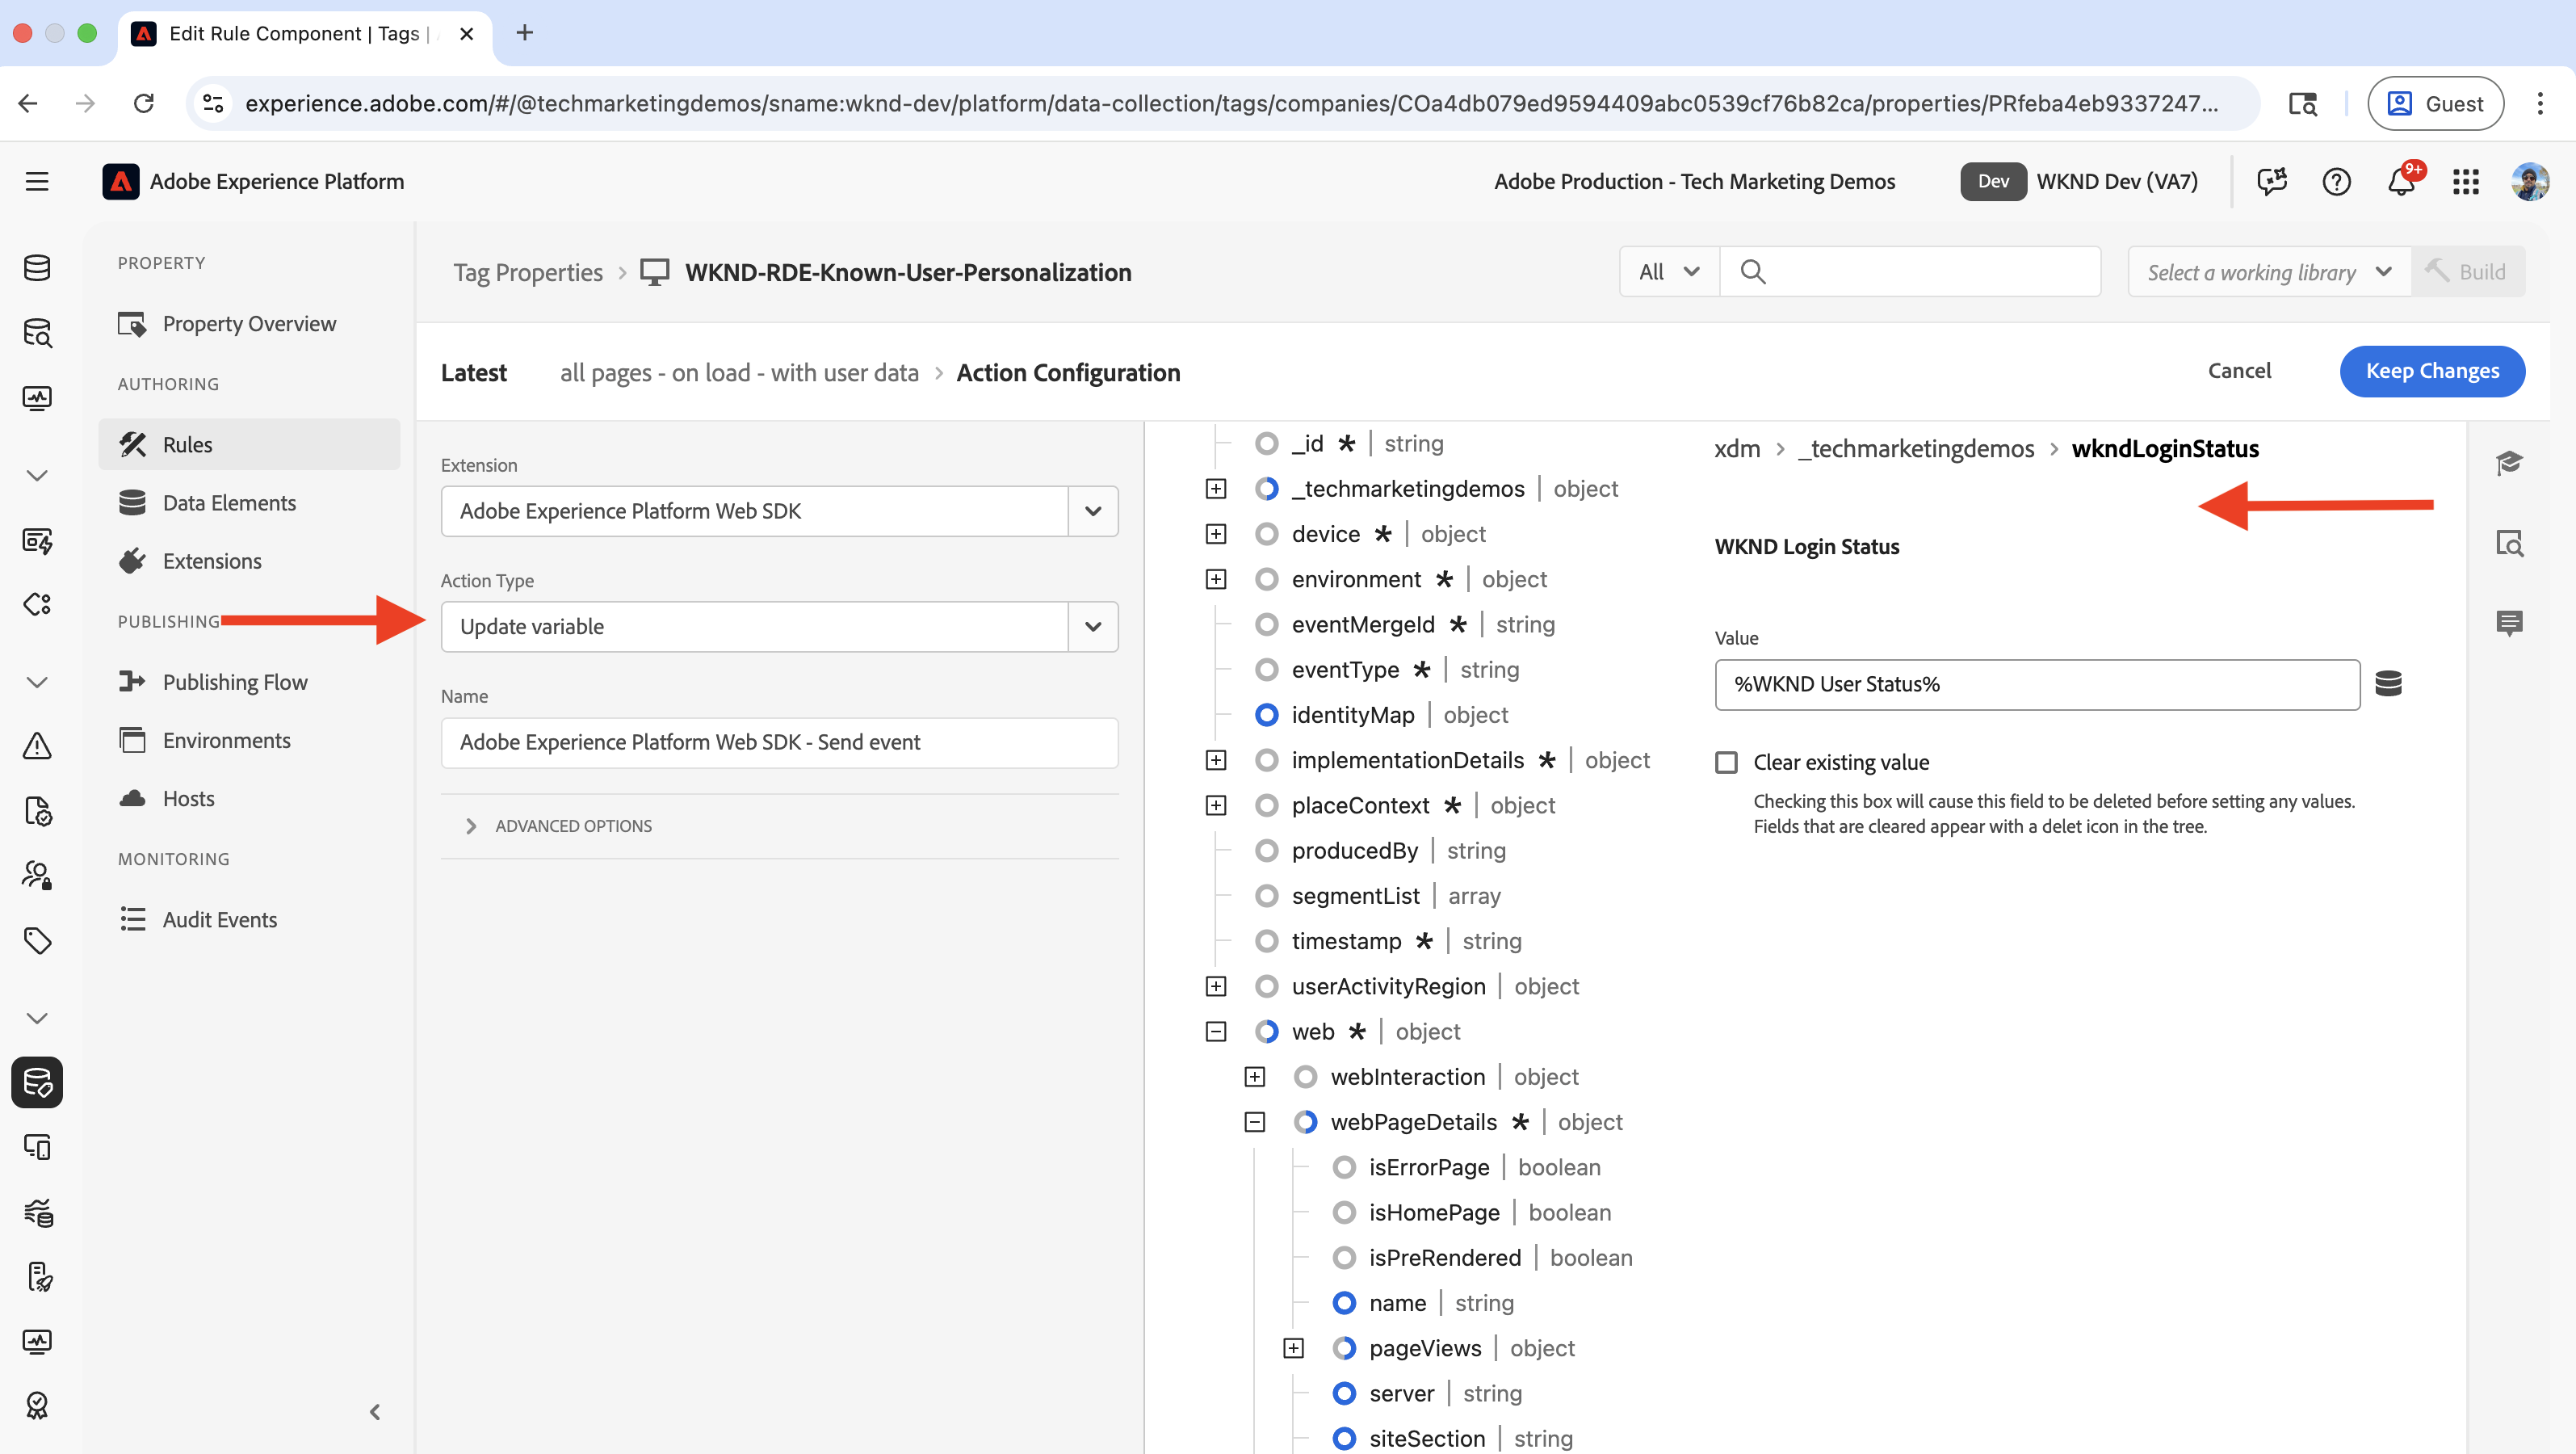 Edit Rule Component | Tags |
experience.adobe.com/#/@techmarketingdemos/sname:wknd-dev/platform/data-collection/tags/companies/COa4db079ed9594409abc0539cf76b82ca/properties/PRfeba4eb9337247...
Guest
Adobe Experience Platform
Adobe Production - Tech Marketing Demos
Dev
WKND Dev (VA7)
9+
PROPERTY
Property Overview
AUTHORING
Rules
Data Elements
Extensions
PUBLISHING
Publishing Flow
Environments
Hosts
MONITORING
Audit Events
Tag Properties > WKND-RDE-Known-User-Personalization
All
Select a working library
Build
Latest
all pages - on load - with user data > Action Configuration
Cancel
Keep Changes
Extension
Adobe Experience Platform Web SDK
Action Type
Update variable
Name
Adobe Experience Platform Web SDK - Send event
ADVANCED OPTIONS
_id * | string
_techmarketingdemos | object
device * | object
environment * | object
eventMergeId * | string
eventType * | string
identityMap | object
implementationDetails * | object
placeContext * | object
producedBy | string
segmentList | array
timestamp * | string
userActivityRegion | object
web * | object
webInteraction | object
webPageDetails * | object
isErrorPage | boolean
isHomePage | boolean
isPreRendered | boolean
name | string
pageViews | object
server | string
siteSection | string
xdm > _techmarketingdemos > wkndLoginStatus
WKND Login Status
Value
%WKND User Status%
Clear existing value
Checking this box will cause this field to be deleted before setting any values.
Fields that are cleared appear with a delet icon in the tree.